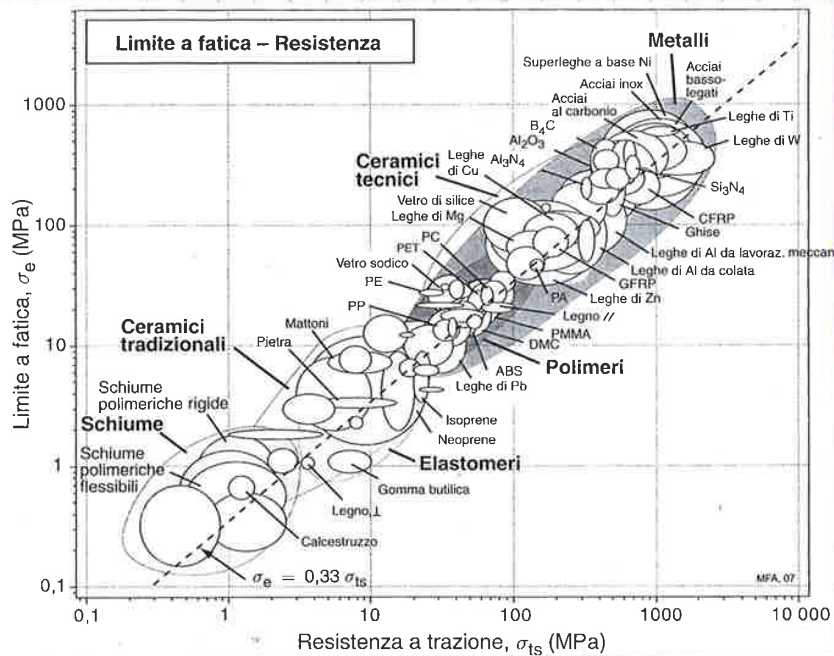 Limite a fatica – Resistenza
Metalli
Superleghe a base Ni
Acciai inox
Acciai
basso-
legati
Acciai
al carbonio
Leghe di Ti
B₄C
Al₂O₃
Leghe di W
Leghe
di Cu
Al₃N₄
Ceramici
tecnici
Si₃N₄
Vetro di silice
Leghe di Mg
CFRP
Ghise
PC
PET
Leghe di Al da lavoraz. meccan
Vetro sodico
Leghe di Al da colata
PE
GFRP
PA
Leghe di Zn
PP
Legno //
Ceramici
tradizionali
Mattoni
PMMA
Pietra
DMC
Polimeri
ABS
Leghe di Pb
Schiume
polimeriche rigide
Isoprene
Schiume
Neoprene
Schiume
polimeriche
flessibili
Elastomeri
Gomma butilica
Legno,⊥
Calcestruzzo
σe = 0,33 σts
MFA, 07
1000
100
10
1
0,1
Limite a fatica, σe (MPa)
0,1
1
10
100
1000
10 000
Resistenza a trazione, σts (MPa)